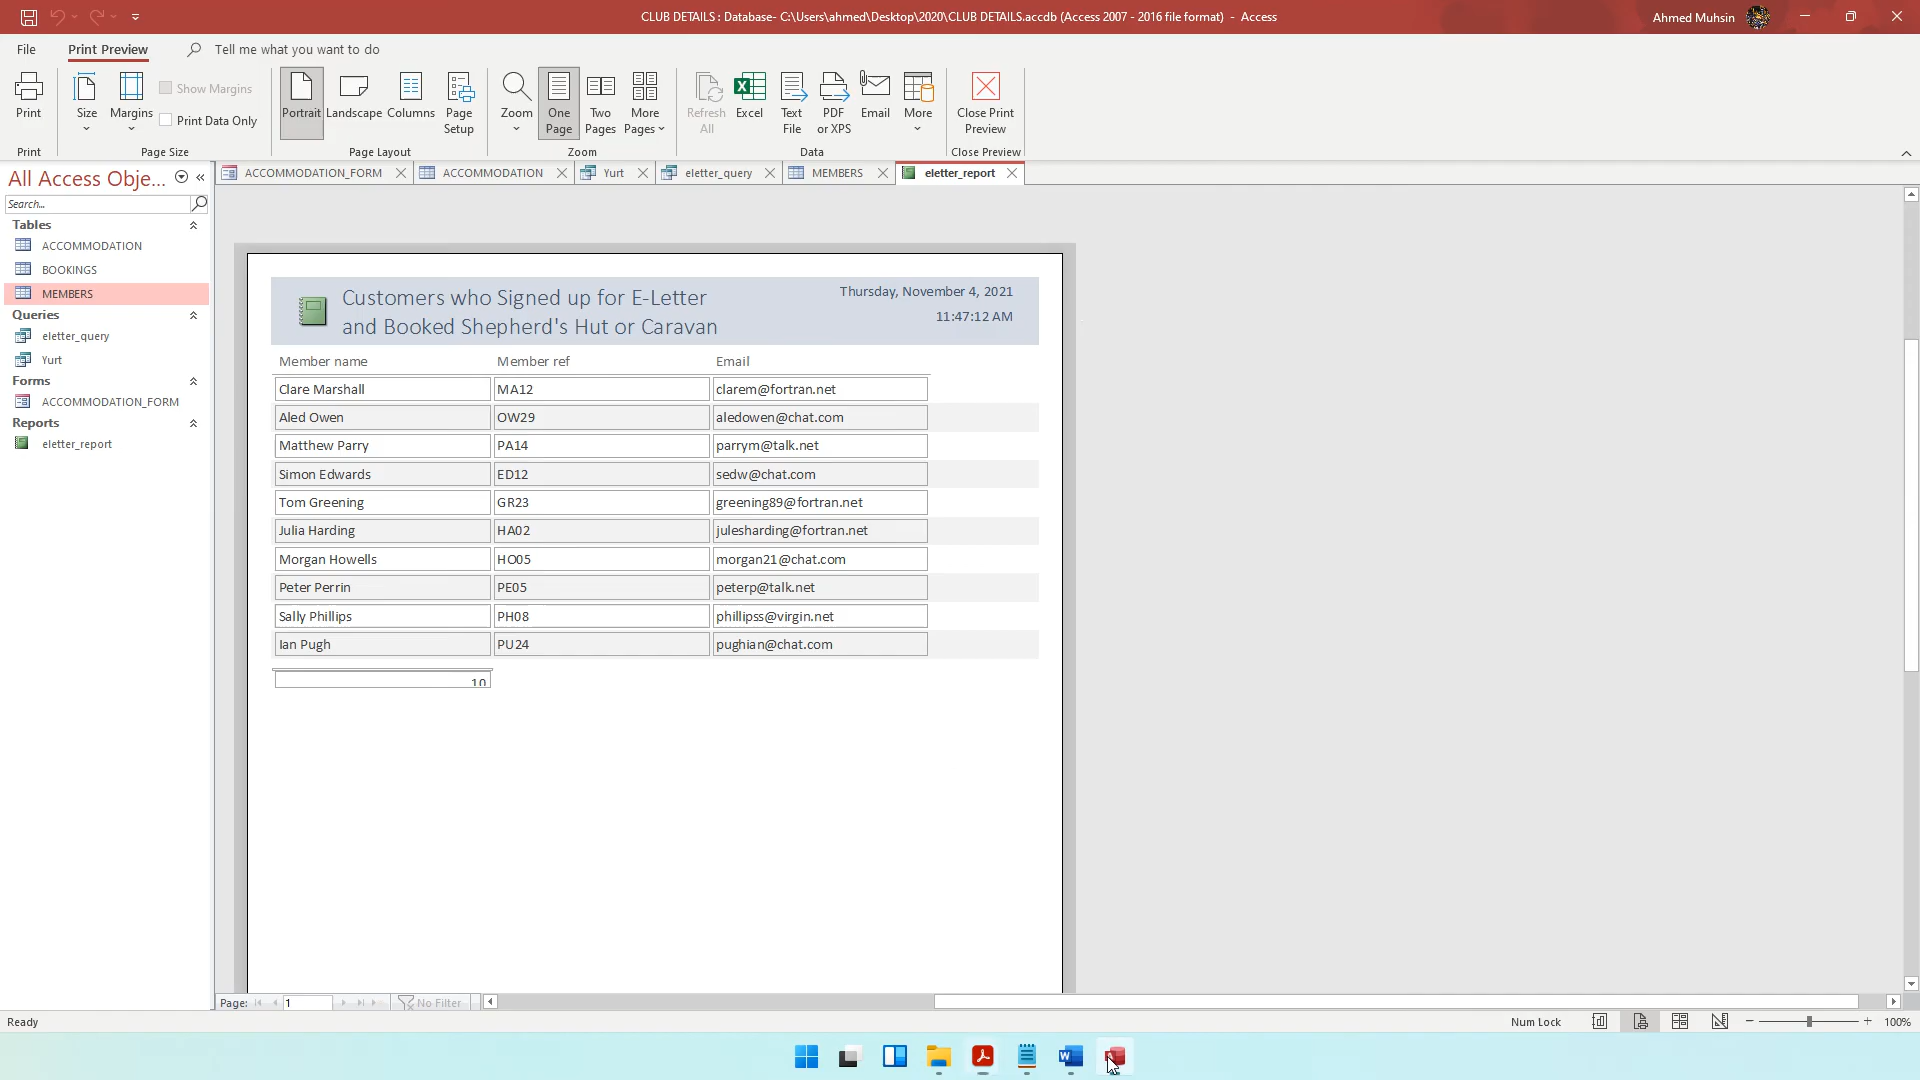 CLUB DETAILS : Database- C:\Users\ahmed\Desktop\2020\CLUB DETAILS.accdb (Access 2007 - 2016 file format) - Access
Ahmed Muhsin
File
Print Preview
Tell me what you want to do
Print
Size
Margins
Show Margins
Print Data Only
Portrait
Landscape
Columns
Page Setup
Zoom
One Page
Two Pages
More Pages
Refresh All
Excel
Text File
PDF or XPS
Email
More
Close Print Preview
Print
Page Size
Page Layout
Zoom
Data
Close Preview
All Access Obje...
Search...
Tables
ACCOMMODATION
BOOKINGS
MEMBERS
Queries
eletter_query
Yurt
Forms
ACCOMMODATION_FORM
Reports
eletter_report
ACCOMMODATION_FORM
ACCOMMODATION
Yurt
eletter_query
MEMBERS
eletter_report
Customers who Signed up for E-Letter
and Booked Shepherd's Hut or Caravan
Thursday, November 4, 2021
11:47:12 AM
Member name Member ref Email
Clare Marshall MA12 clarem@fortran.net
Aled Owen OW29 aledowen@chat.com
Matthew Parry PA14 parrym@talk.net
Simon Edwards ED12 sedw@chat.com
Tom Greening GR23 greening89@fortran.net
Julia Harding HA02 julesharding@fortran.net
Morgan Howells HO05 morgan21@chat.com
Peter Perrin PE05 peterp@talk.net
Sally Phillips PH08 phillipss@virgin.net
Ian Pugh PU24 pughian@chat.com
10
Page: 1 No Filter
Ready
Num Lock
100%